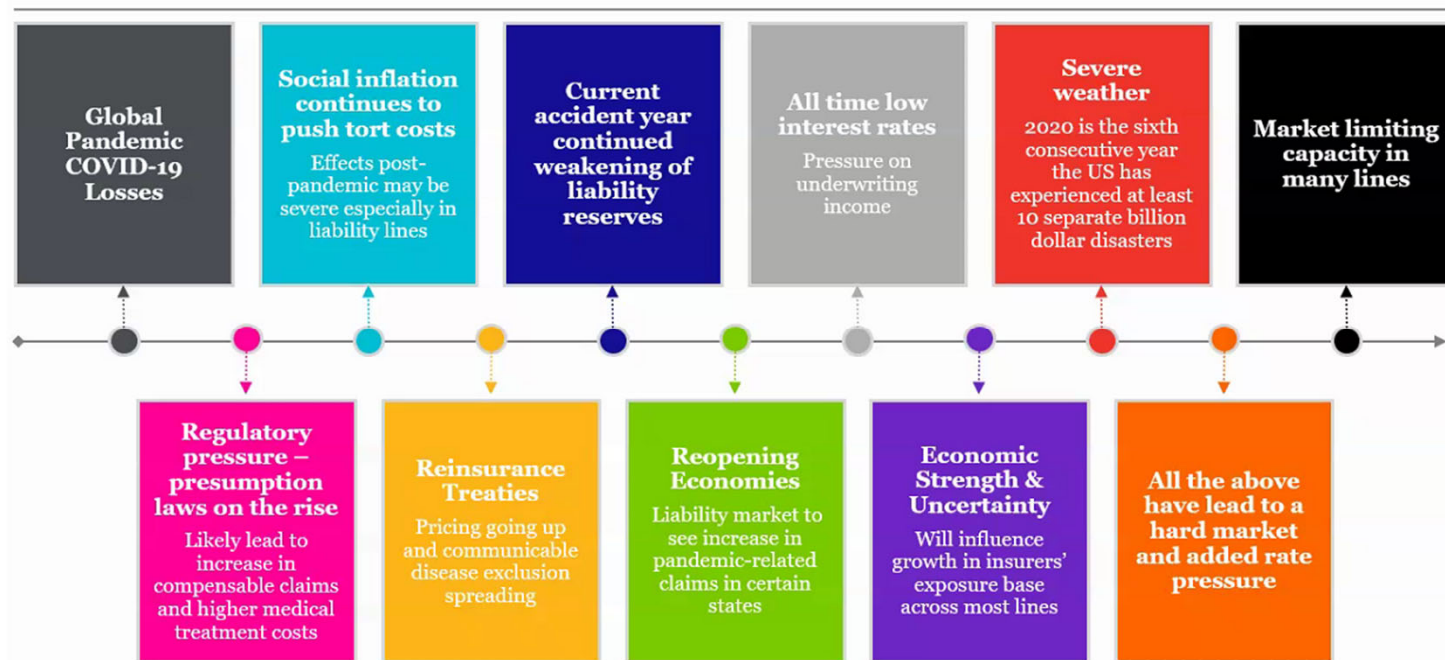 Global
Pandemic
COVID-19
Losses
Social inflation
continues to
push tort costs
Effects post-
pandemic may be
severe especially in
liability lines
Current
accident year
continued
weakening of
liability
reserves
All time low
interest rates
Pressure on
underwriting
income
Severe
weather
2020 is the sixth
consecutive year
the US has
experienced at least
10 separate billion
dollar disasters
Market limiting
capacity in
many lines
Regulatory
pressure –
presumption
laws on the rise
Likely lead to
increase in
compensable claims
and higher medical
treatment costs
Reinsurance
Treaties
Pricing going up
and communicable
disease exclusion
spreading
Reopening
Economies
Liability market to
see increase in
pandemic-related
claims in certain
states
Economic
Strength &
Uncertainty
Will influence
growth in insurers’
exposure base
across most lines
All the above
have lead to a
hard market
and added rate
pressure